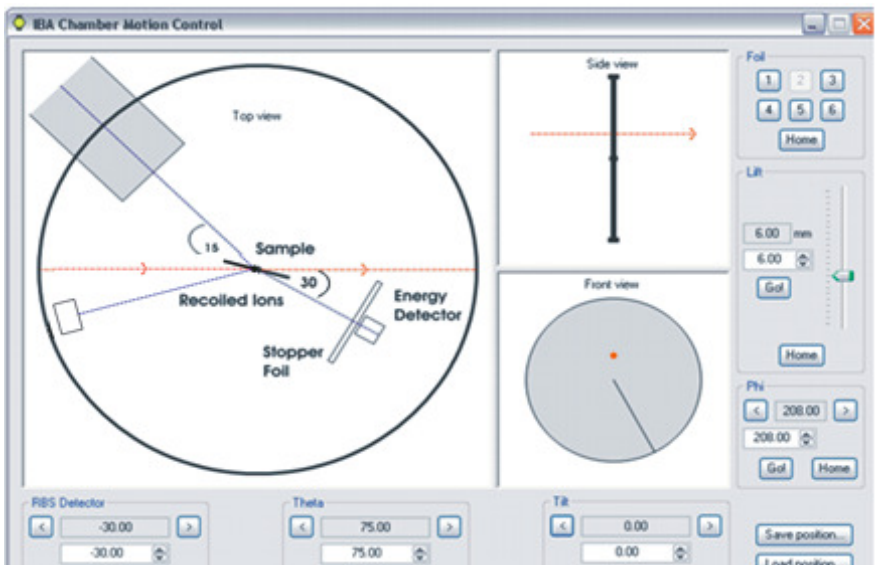 IBA Chamber Motion Control
Top view
15
Sample
30
Recoiled Ions
Energy
Detector
Stopper
Foil
Side view
Front view
Foil
1 2 3
4 5 6
Home
Lift
6.00 mm
6.00
Go!
Home
Phi
< 208.00 >
208.00
Go! Home
RBS Detector
< -30.00 >
-30.00
Theta
< 75.00 >
75.00
Tilt
< 0.00 >
0.00
Save position...
Load position...